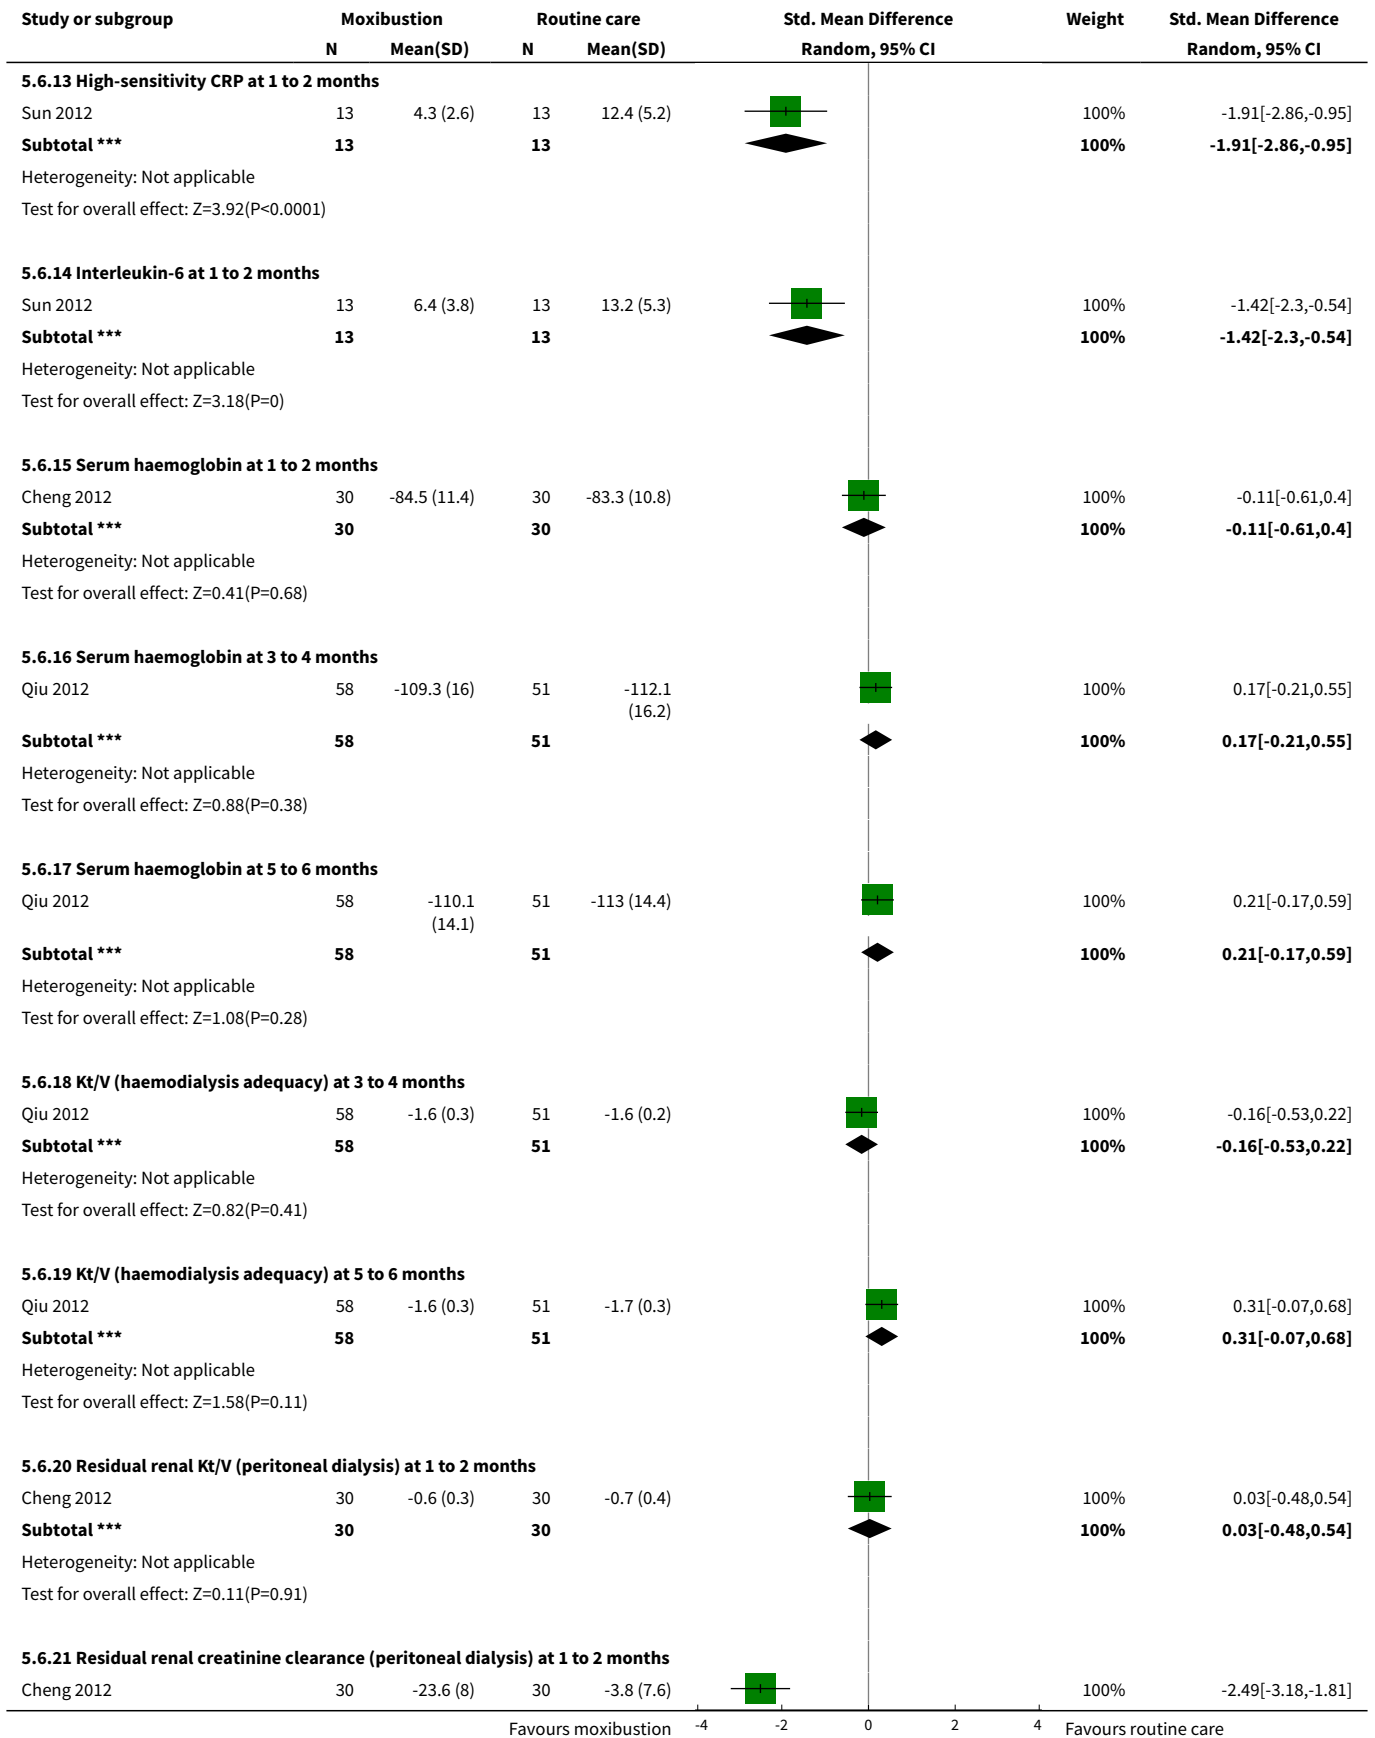 Study or subgroup Moxibustion Routine care Std. Mean Difference Weight Std. Mean Difference
N Mean(SD) N Mean(SD) Random, 95% CI Random, 95% CI
5.6.13 High-sensitivity CRP at 1 to 2 months
Sun 2012 13 4.3 (2.6) 13 12.4 (5.2) 100% -1.91[-2.86,-0.95]
Subtotal *** 13 13 100% -1.91[-2.86,-0.95]
Heterogeneity: Not applicable
Test for overall effect: Z=3.92(P<0.0001)
5.6.14 Interleukin-6 at 1 to 2 months
Sun 2012 13 6.4 (3.8) 13 13.2 (5.3) 100% -1.42[-2.3,-0.54]
Subtotal *** 13 13 100% -1.42[-2.3,-0.54]
Heterogeneity: Not applicable
Test for overall effect: Z=3.18(P=0)
5.6.15 Serum haemoglobin at 1 to 2 months
Cheng 2012 30 -84.5 (11.4) 30 -83.3 (10.8) 100% -0.11[-0.61,0.4]
Subtotal *** 30 30 100% -0.11[-0.61,0.4]
Heterogeneity: Not applicable
Test for overall effect: Z=0.41(P=0.68)
5.6.16 Serum haemoglobin at 3 to 4 months
Qiu 2012 58 -109.3 (16) 51 -112.1 100% 0.17[-0.21,0.55]
(16.2)
Subtotal *** 58 51 100% 0.17[-0.21,0.55]
Heterogeneity: Not applicable
Test for overall effect: Z=0.88(P=0.38)
5.6.17 Serum haemoglobin at 5 to 6 months
Qiu 2012 58 -110.1 51 -113 (14.4) 100% 0.21[-0.17,0.59]
(14.1)
Subtotal *** 58 51 100% 0.21[-0.17,0.59]
Heterogeneity: Not applicable
Test for overall effect: Z=1.08(P=0.28)
5.6.18 Kt/V (haemodialysis adequacy) at 3 to 4 months
Qiu 2012 58 -1.6 (0.3) 51 -1.6 (0.2) 100% -0.16[-0.53,0.22]
Subtotal *** 58 51 100% -0.16[-0.53,0.22]
Heterogeneity: Not applicable
Test for overall effect: Z=0.82(P=0.41)
5.6.19 Kt/V (haemodialysis adequacy) at 5 to 6 months
Qiu 2012 58 -1.6 (0.3) 51 -1.7 (0.3) 100% 0.31[-0.07,0.68]
Subtotal *** 58 51 100% 0.31[-0.07,0.68]
Heterogeneity: Not applicable
Test for overall effect: Z=1.58(P=0.11)
5.6.20 Residual renal Kt/V (peritoneal dialysis) at 1 to 2 months
Cheng 2012 30 -0.6 (0.3) 30 -0.7 (0.4) 100% 0.03[-0.48,0.54]
Subtotal *** 30 30 100% 0.03[-0.48,0.54]
Heterogeneity: Not applicable
Test for overall effect: Z=0.11(P=0.91)
5.6.21 Residual renal creatinine clearance (peritoneal dialysis) at 1 to 2 months
Cheng 2012 30 -23.6 (8) 30 -3.8 (7.6) 100% -2.49[-3.18,-1.81]
Favours moxibustion -4 -2 0 2 4 Favours routine care